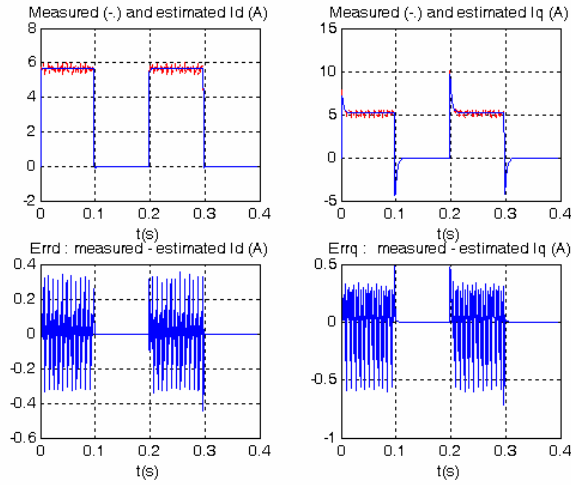 Measured (-.) and estimated Id (A)
8
6
4
2
0
-2
0 0.1 0.2 0.3 0.4
t(s)
Measured (-.) and estimated Iq (A)
15
10
5
0
-5
0 0.1 0.2 0.3 0.4
t(s)
Errd : measured - estimated Id (A)
0.4
0.2
0
-0.2
-0.4
-0.6
0 0.1 0.2 0.3 0.4
t(s)
Errq : measured - estimated Iq (A)
0.5
0
-0.5
-1
0 0.1 0.2 0.3 0.4
t(s)